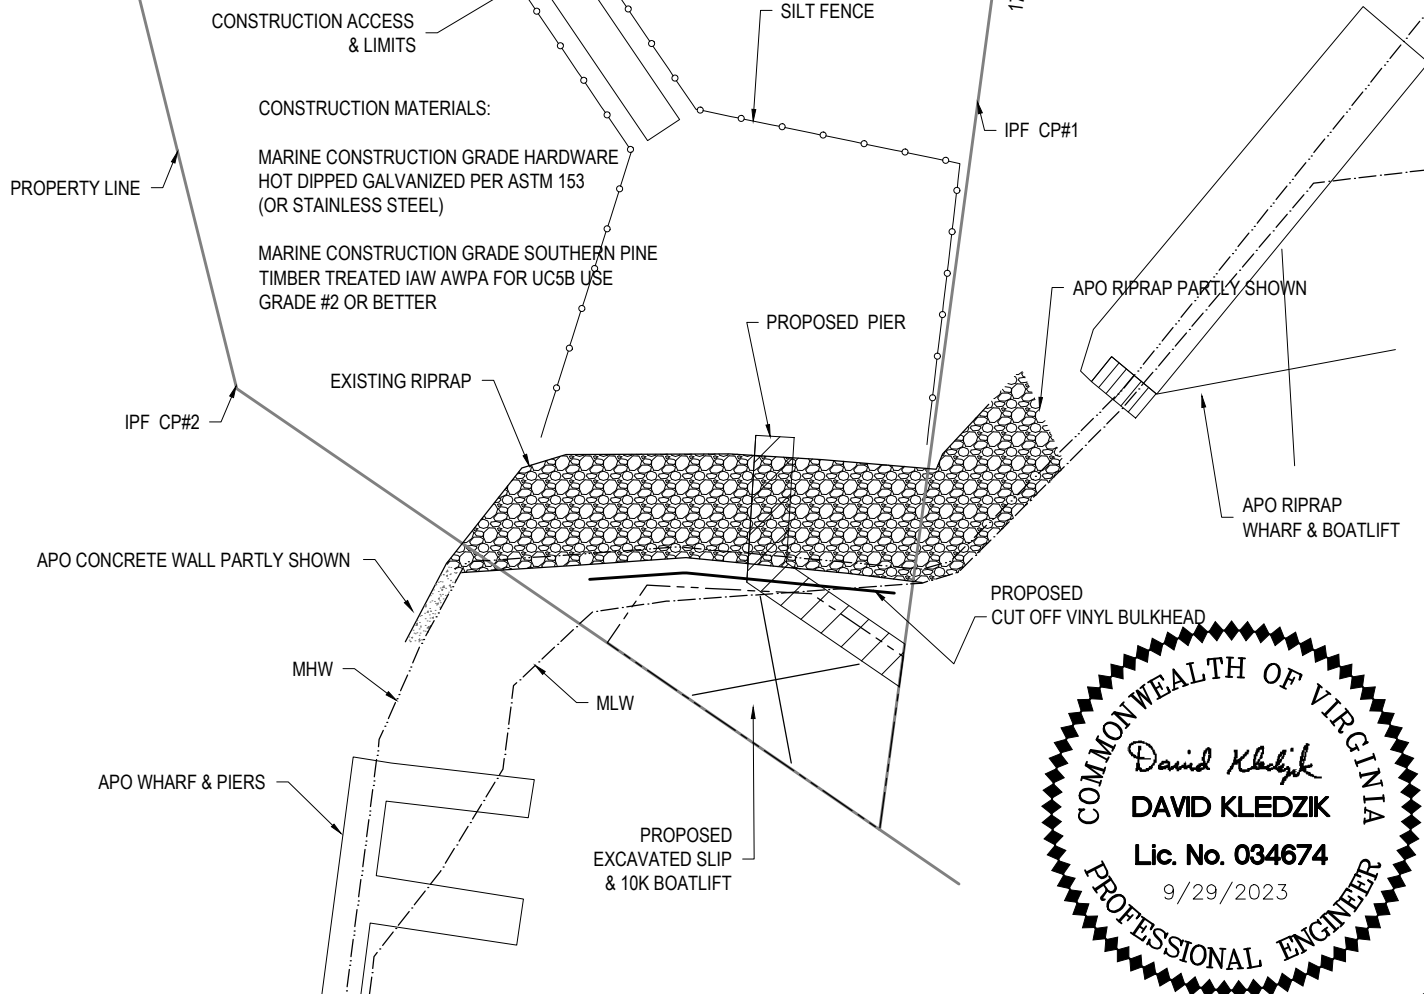 CONSTRUCTION ACCESS
& LIMITS
SILT FENCE
CONSTRUCTION MATERIALS:
IPF CP#1
MARINE CONSTRUCTION GRADE HARDWARE
HOT DIPPED GALVANIZED PER ASTM 153
(OR STAINLESS STEEL)
PROPERTY LINE
MARINE CONSTRUCTION GRADE SOUTHERN PINE
TIMBER TREATED IAW AWPA FOR UC5B USE
GRADE #2 OR BETTER
APO RIPRAP PARTLY SHOWN
PROPOSED PIER
EXISTING RIPRAP
IPF CP#2
APO RIPRAP
WHARF & BOATLIFT
APO CONCRETE WALL PARTLY SHOWN
PROPOSED
CUT OFF VINYL BULKHEAD
MHW
MLW
APO WHARF & PIERS
PROPOSED
EXCAVATED SLIP
& 10K BOATLIFT
COMMONWEALTH OF VIRGINIA
David Kledzik
DAVID KLEDZIK
Lic. No. 034674
9/29/2023
PROFESSIONAL ENGINEER